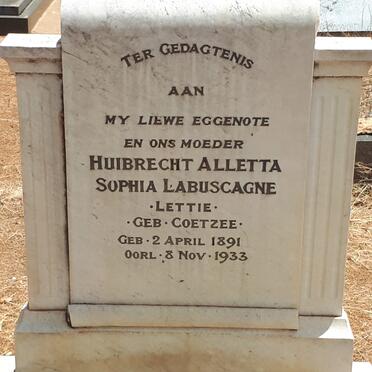 TER GEDAGTENIS
AAN
MY LIEWE EGGENOTE
EN ONS MOEDER
HUIBRECHT ALLETTA
SOPHIA LABUSCAGNE
·LETTIE·
·GEB·COETZEE·
GEB·2 APRIL 1891
OORL·8 NOV·1933